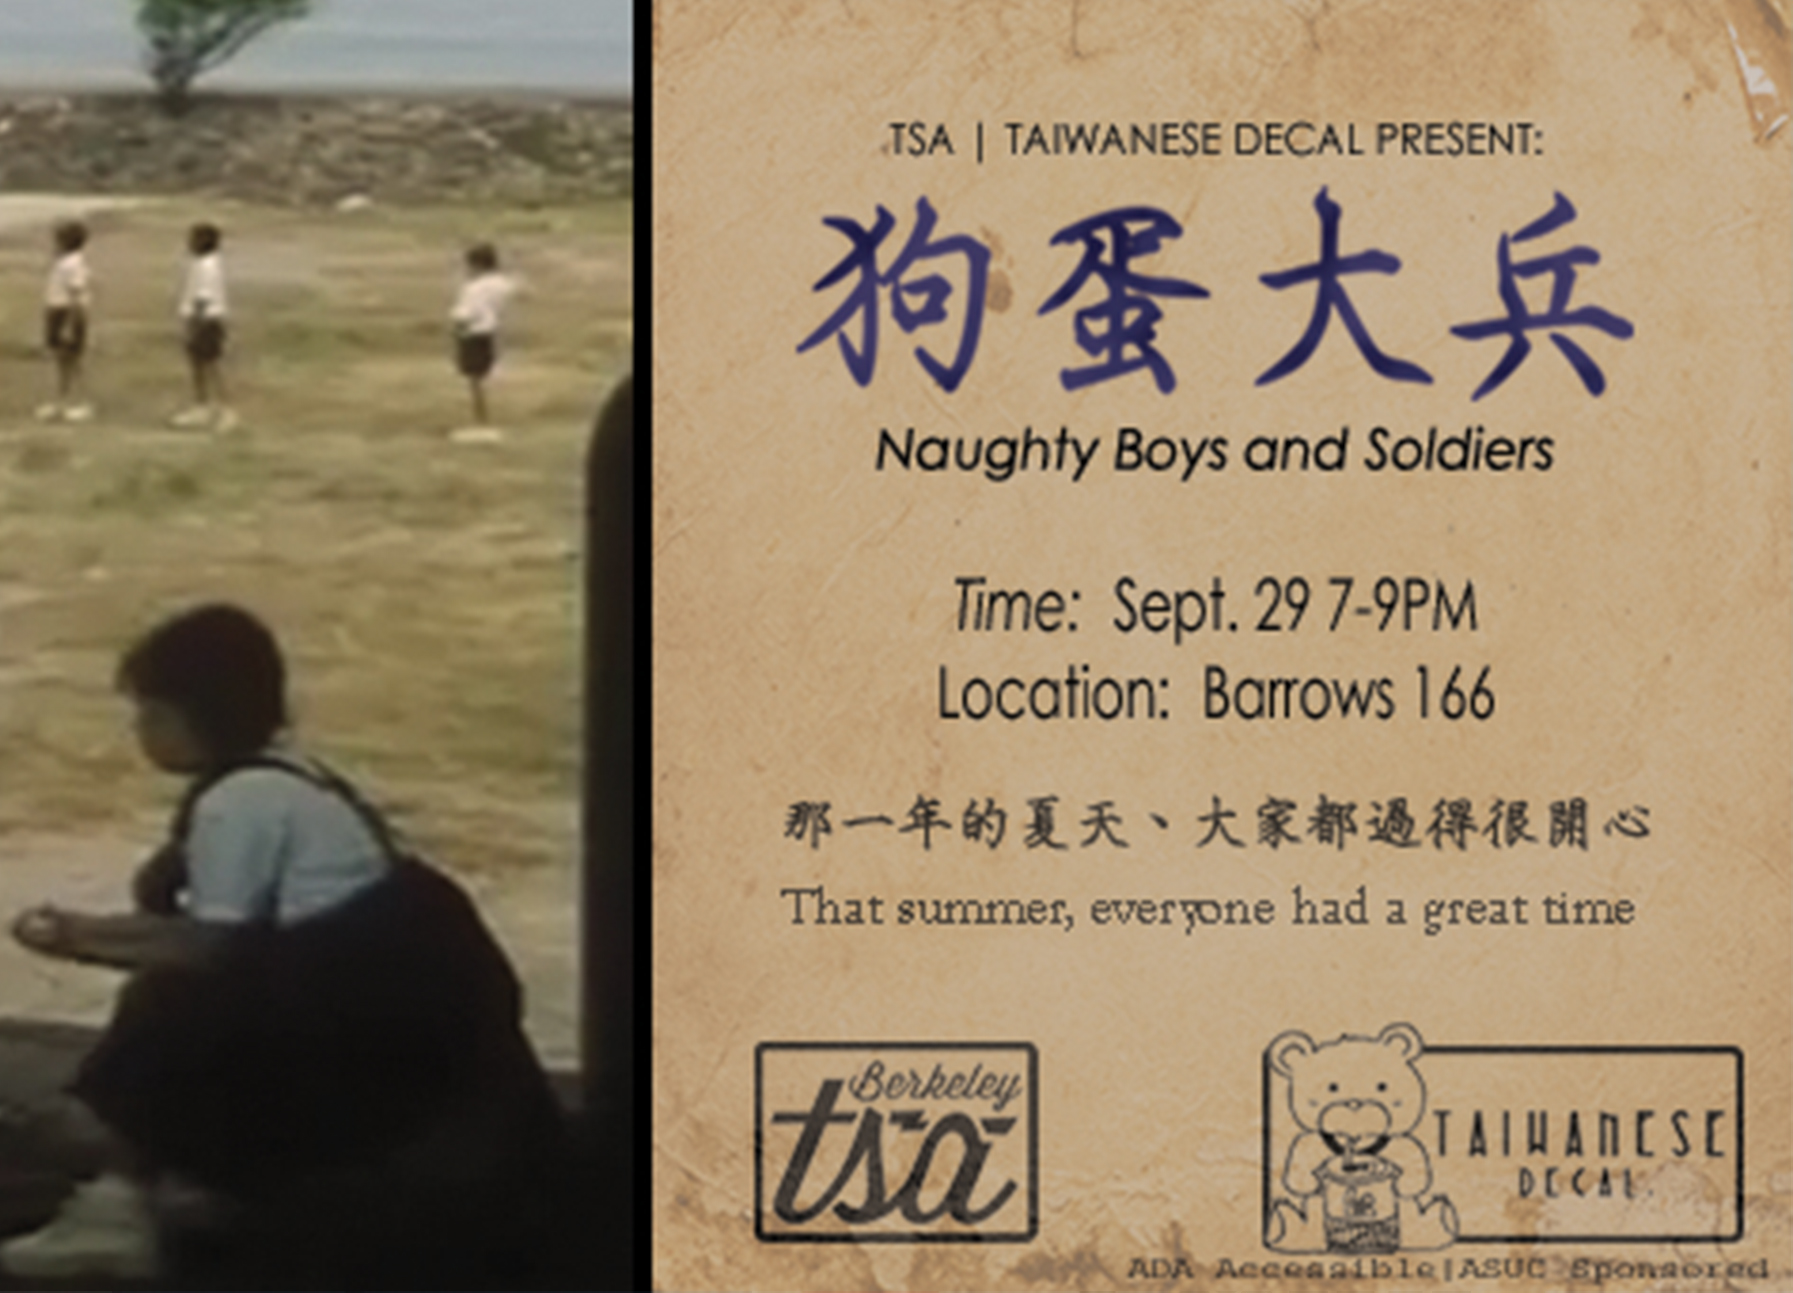 TSA | TAIWANESE DECAL PRESENT:
狗蛋大兵
Naughty Boys and Soldiers
Time: Sept. 29 7-9PM
Location: Barrows 166
那一年的夏天、大家都過得很開心
That summer, everyone had a great time
Berkeley
tsa
TAIWANESE
DECAL
ADA Accessible|ASUC Sponsored